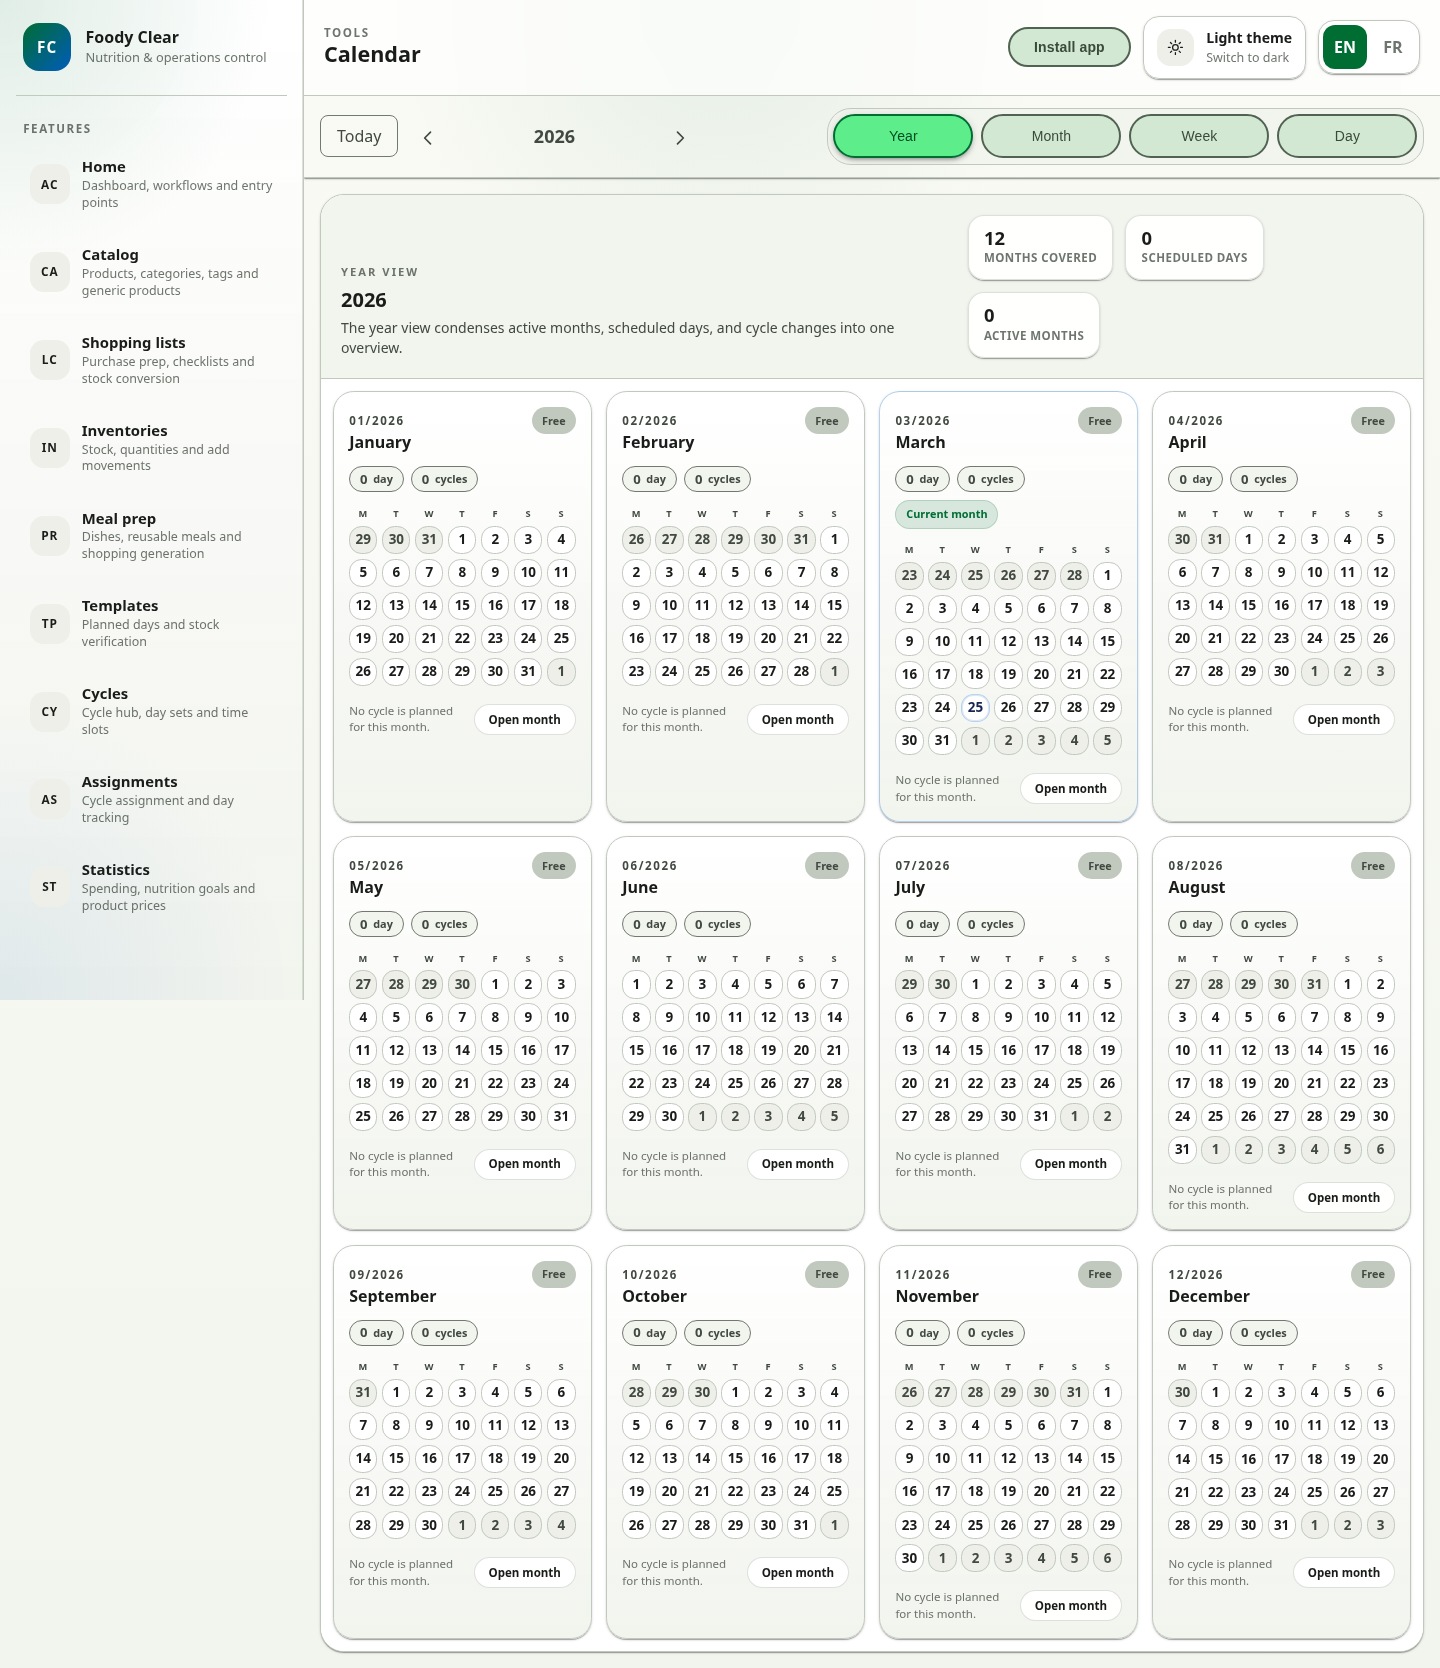 FC
Foody Clear
Nutrition & operations control
FEATURES
AC
Home
Dashboard, workflows and entry
points
CA
Catalog
Products, categories, tags and
generic products
LC
Shopping lists
Purchase prep, checklists and
stock conversion
IN
Inventories
Stock, quantities and add
movements
PR
Meal prep
Dishes, reusable meals and
shopping generation
TP
Templates
Planned days and stock
verification
CY
Cycles
Cycle hub, day sets and time
slots
AS
Assignments
Cycle assignment and day
tracking
ST
Statistics
Spending, nutrition goals and
product prices
TOOLS
Calendar
Install app
Light theme
Switch to dark
EN FR
Today
2026
Year Month Week Day
YEAR VIEW
2026
The year view condenses active months, scheduled days, and cycle changes into one
overview.
12
MONTHS COVERED
0
SCHEDULED DAYS
0
ACTIVE MONTHS
01/2026 Free
January
0 day 0 cycles
M T W T F S S
29 30 31 1 2 3 4
5 6 7 8 9 10 11
12 13 14 15 16 17 18
19 20 21 22 23 24 25
26 27 28 29 30 31 1
No cycle is planned
for this month.
Open month
02/2026 Free
February
0 day 0 cycles
M T W T F S S
26 27 28 29 30 31 1
2 3 4 5 6 7 8
9 10 11 12 13 14 15
16 17 18 19 20 21 22
23 24 25 26 27 28 1
No cycle is planned
for this month.
Open month
03/2026 Free
March
0 day 0 cycles
Current month
M T W T F S S
23 24 25 26 27 28 1
2 3 4 5 6 7 8
9 10 11 12 13 14 15
16 17 18 19 20 21 22
23 24 25 26 27 28 29
30 31 1 2 3 4 5
No cycle is planned
for this month.
Open month
04/2026 Free
April
0 day 0 cycles
M T W T F S S
30 31 1 2 3 4 5
6 7 8 9 10 11 12
13 14 15 16 17 18 19
20 21 22 23 24 25 26
27 28 29 30 1 2 3
No cycle is planned
for this month.
Open month
05/2026 Free
May
0 day 0 cycles
M T W T F S S
27 28 29 30 1 2 3
4 5 6 7 8 9 10
11 12 13 14 15 16 17
18 19 20 21 22 23 24
25 26 27 28 29 30 31
No cycle is planned
for this month.
Open month
06/2026 Free
June
0 day 0 cycles
M T W T F S S
1 2 3 4 5 6 7
8 9 10 11 12 13 14
15 16 17 18 19 20 21
22 23 24 25 26 27 28
29 30 1 2 3 4 5
No cycle is planned
for this month.
Open month
07/2026 Free
July
0 day 0 cycles
M T W T F S S
29 30 1 2 3 4 5
6 7 8 9 10 11 12
13 14 15 16 17 18 19
20 21 22 23 24 25 26
27 28 29 30 31 1 2
No cycle is planned
for this month.
Open month
08/2026 Free
August
0 day 0 cycles
M T W T F S S
27 28 29 30 31 1 2
3 4 5 6 7 8 9
10 11 12 13 14 15 16
17 18 19 20 21 22 23
24 25 26 27 28 29 30
31 1 2 3 4 5 6
No cycle is planned
for this month.
Open month
09/2026 Free
September
0 day 0 cycles
M T W T F S S
31 1 2 3 4 5 6
7 8 9 10 11 12 13
14 15 16 17 18 19 20
21 22 23 24 25 26 27
28 29 30 1 2 3 4
No cycle is planned
for this month.
Open month
10/2026 Free
October
0 day 0 cycles
M T W T F S S
28 29 30 1 2 3 4
5 6 7 8 9 10 11
12 13 14 15 16 17 18
19 20 21 22 23 24 25
26 27 28 29 30 31 1
No cycle is planned
for this month.
Open month
11/2026 Free
November
0 day 0 cycles
M T W T F S S
26 27 28 29 30 31 1
2 3 4 5 6 7 8
9 10 11 12 13 14 15
16 17 18 19 20 21 22
23 24 25 26 27 28 29
30 1 2 3 4 5 6
No cycle is planned
for this month.
Open month
12/2026 Free
December
0 day 0 cycles
M T W T F S S
30 1 2 3 4 5 6
7 8 9 10 11 12 13
14 15 16 17 18 19 20
21 22 23 24 25 26 27
28 29 30 31 1 2 3
No cycle is planned
for this month.
Open month